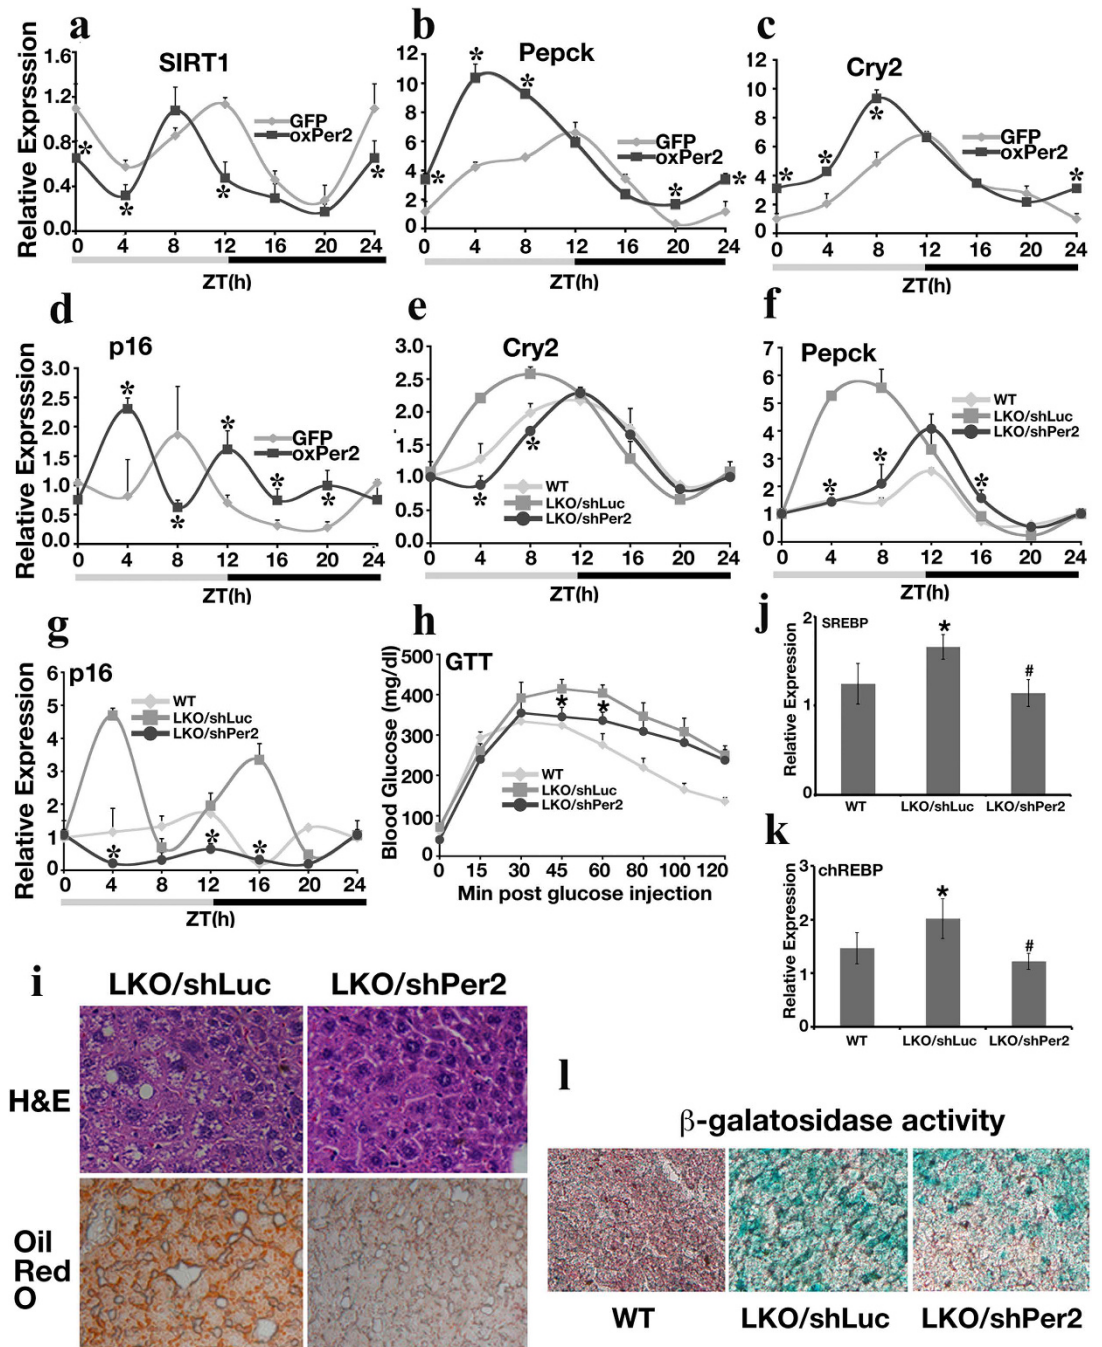 a
SIRT1
Relative Exprsssion
1.6
1.2
0.8
0.4
0
GFP
oxPer2
*
*
*
*
0 4 8 12 16 20 24
ZT(h)
b
Pepck
12
10
8
6
4
2
0
GFP
oxPer2
*
*
*
*
*
0 4 8 12 16 20 24
ZT(h)
c
Cry2
12
10
8
6
4
2
0
GFP
oxPer2
*
*
*
*
0 4 8 12 16 20 24
ZT(h)
d
p16
Relative Exprsssion
3.0
2.5
2.0
1.5
1.0
0.5
0.0
GFP
oxPer2
*
*
*
*
*
0 4 8 12 16 20 24
ZT(h)
e
Cry2
3.0
2.5
2.0
1.5
1.0
0.5
0.0
WT
LKO/shLuc
LKO/shPer2
*
*
0 4 8 12 16 20 24
ZT(h)
f
Pepck
7
6
5
4
3
2
1
0
WT
LKO/shLuc
LKO/shPer2
*
*
*
0 4 8 12 16 20 24
ZT(h)
g
p16
Relative Expression
6
5
4
3
2
1
0
WT
LKO/shLuc
LKO/shPer2
*
*
*
0 4 8 12 16 20 24
ZT(h)
h
GTT
Blood Glucose (mg/dl)
500
400
300
200
100
0
WT
LKO/shLuc
LKO/shPer2
*
*
0 15 30 45 60 80 100 120
Min post glucose injection
j
SREBP
Relative Expression
2
1
0
*
#
WT LKO/shLuc LKO/shPer2
k
chREBP
Relative Expression
3
2
1
0
*
#
WT LKO/shLuc LKO/shPer2
i
LKO/shLuc LKO/shPer2
H&E
Oil
Red
O
l
β-galatosidase activity
WT LKO/shLuc LKO/shPer2